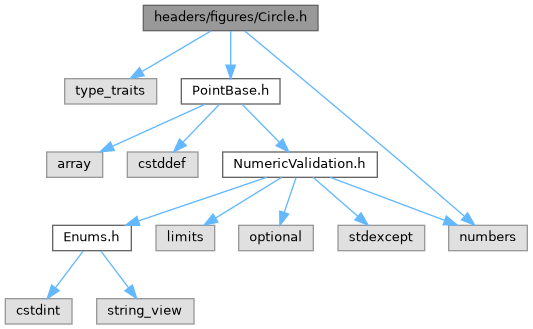 headers/figures/Circle.h
type_traits
PointBase.h
array
cstddef
NumericValidation.h
Enums.h
limits
optional
stdexcept
numbers
cstdint
string_view